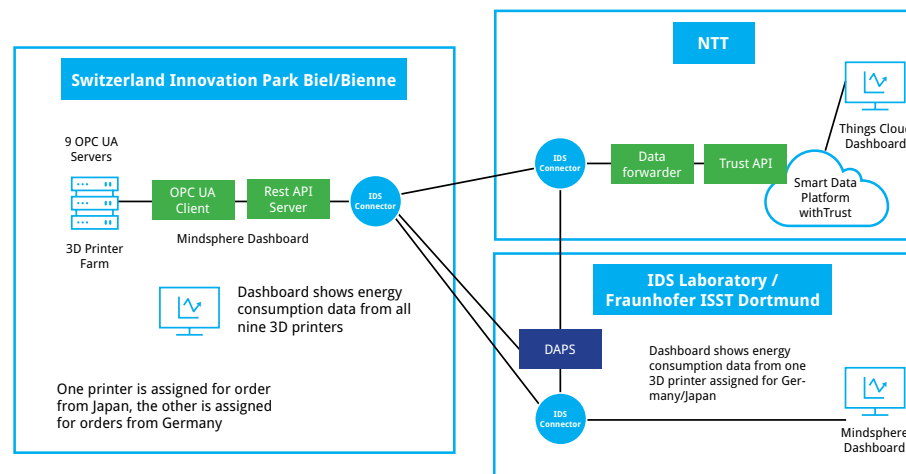 Switzerland Innovation Park Biel/Bienne
9 OPC UA
Servers
3D Printer
Farm
OPC UA
Client
Rest API
Server
Mindsphere Dashboard
IDS
Connector
Dashboard shows energy
consumption data from all
nine 3D printers
One printer is assigned for order
from Japan, the other is assigned
for orders from Germany
NTT
IDS
Connector
Data
forwarder
Trust API
Smart Data
Platform
withTrust
Things Cloud
Dashboard
IDS Laboratory /
Fraunhofer ISST Dortmund
DAPS
Dashboard shows energy
consumption data from one
3D printer assigned for Ger-
man/Japan
IDS
Connector
Mindsphere
Dashboard